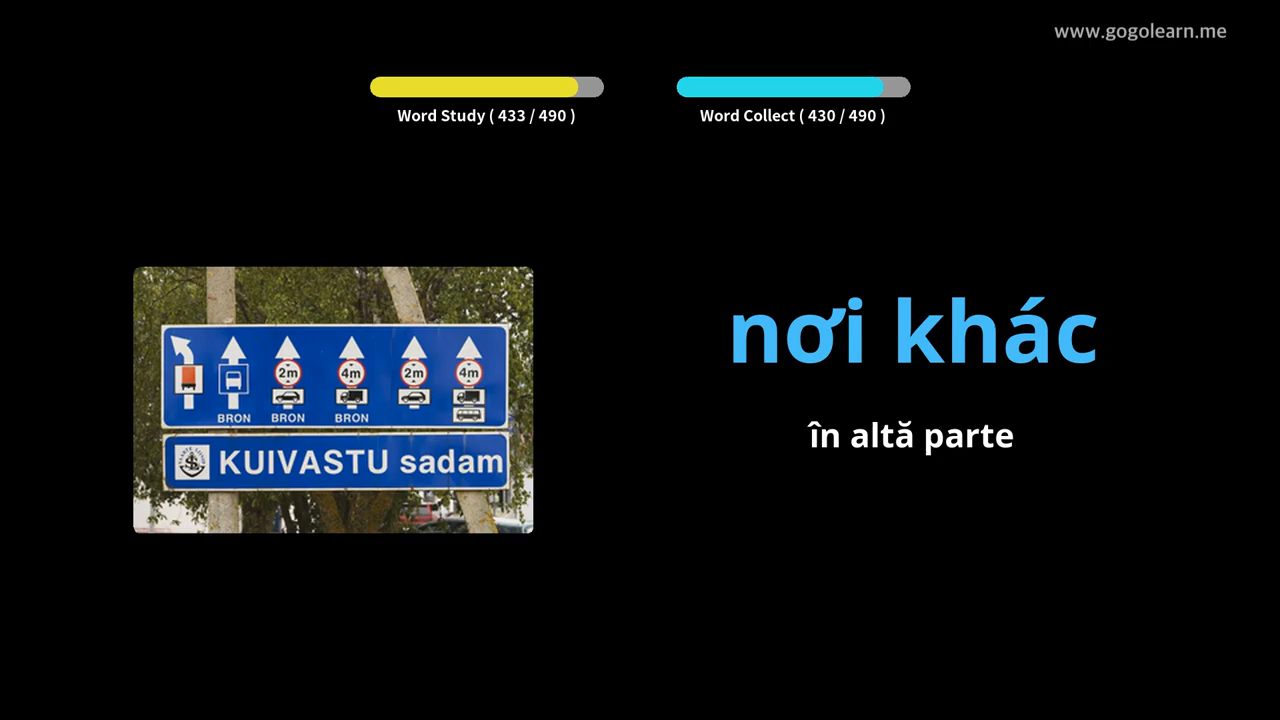 www.gogolearn.me
Word Study ( 433 / 490 )
Word Collect ( 430 / 490 )
nơi khác
în altă parte
2m
4m
2m
4m
BRON
BRON
BRON
KUIVASTU sadam